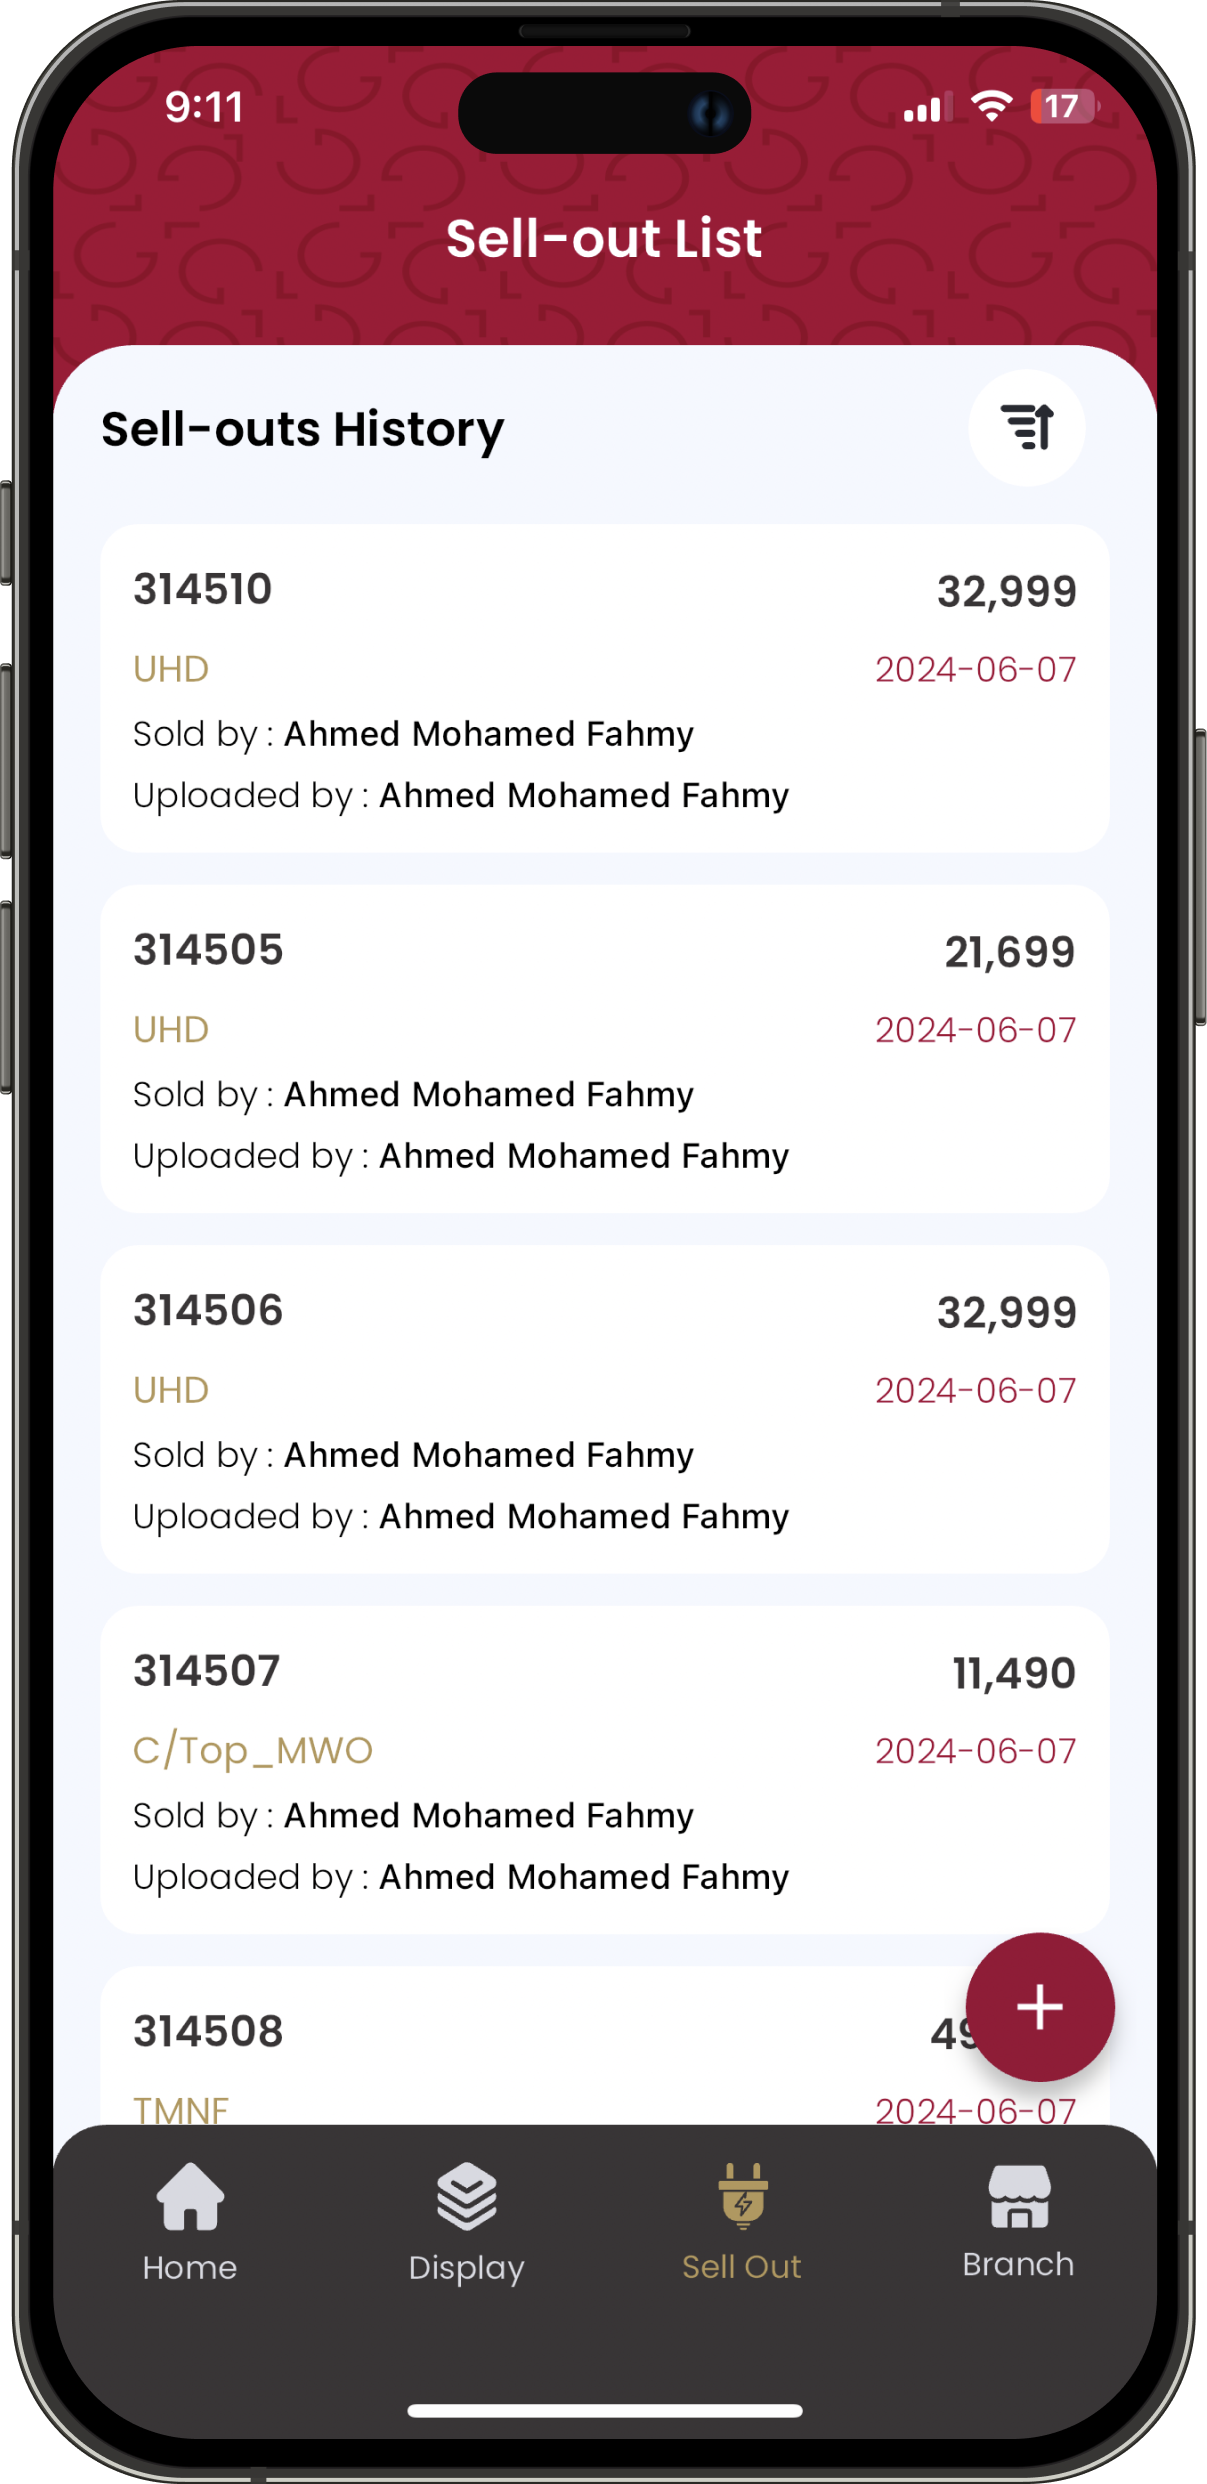 9:11
17
Sell-out List
Sell-outs History
314510 32,999
UHD 2024-06-07
Sold by : Ahmed Mohamed Fahmy
Uploaded by : Ahmed Mohamed Fahmy
314505 21,699
UHD 2024-06-07
Sold by : Ahmed Mohamed Fahmy
Uploaded by : Ahmed Mohamed Fahmy
314506 32,999
UHD 2024-06-07
Sold by : Ahmed Mohamed Fahmy
Uploaded by : Ahmed Mohamed Fahmy
314507 11,490
C/Top_MWO 2024-06-07
Sold by : Ahmed Mohamed Fahmy
Uploaded by : Ahmed Mohamed Fahmy
314508
TMNF 2024-06-07
Home Display Sell Out Branch